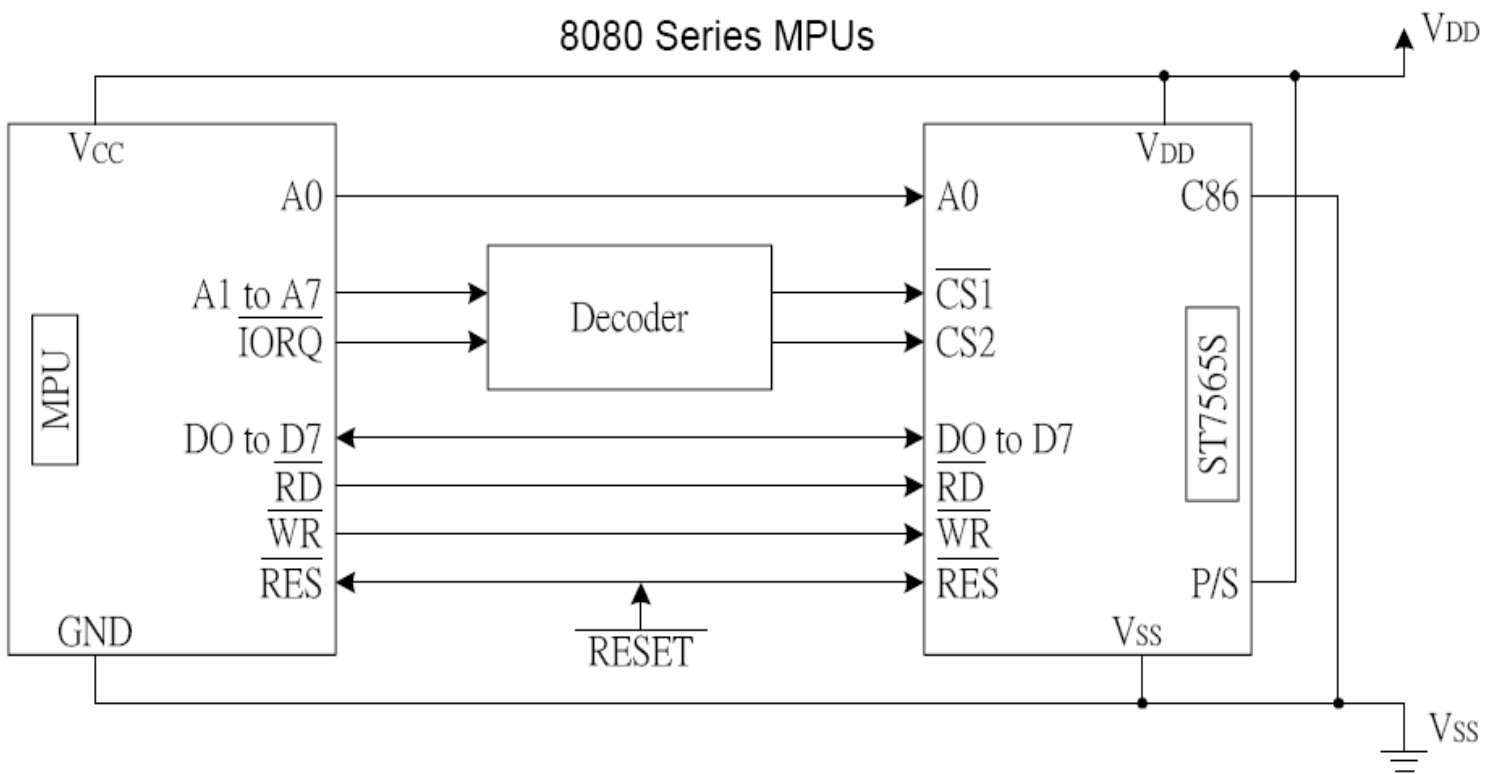 8080 Series MPUs
VDD
VCC
A0
A1 to A7
IORQ
MPU
DO to D7
RD
WR
RES
GND
Decoder
RESET
VDD
A0
C86
CS1
CS2
ST7565S
DO to D7
RD
WR
RES
P/S
VSS
VSS